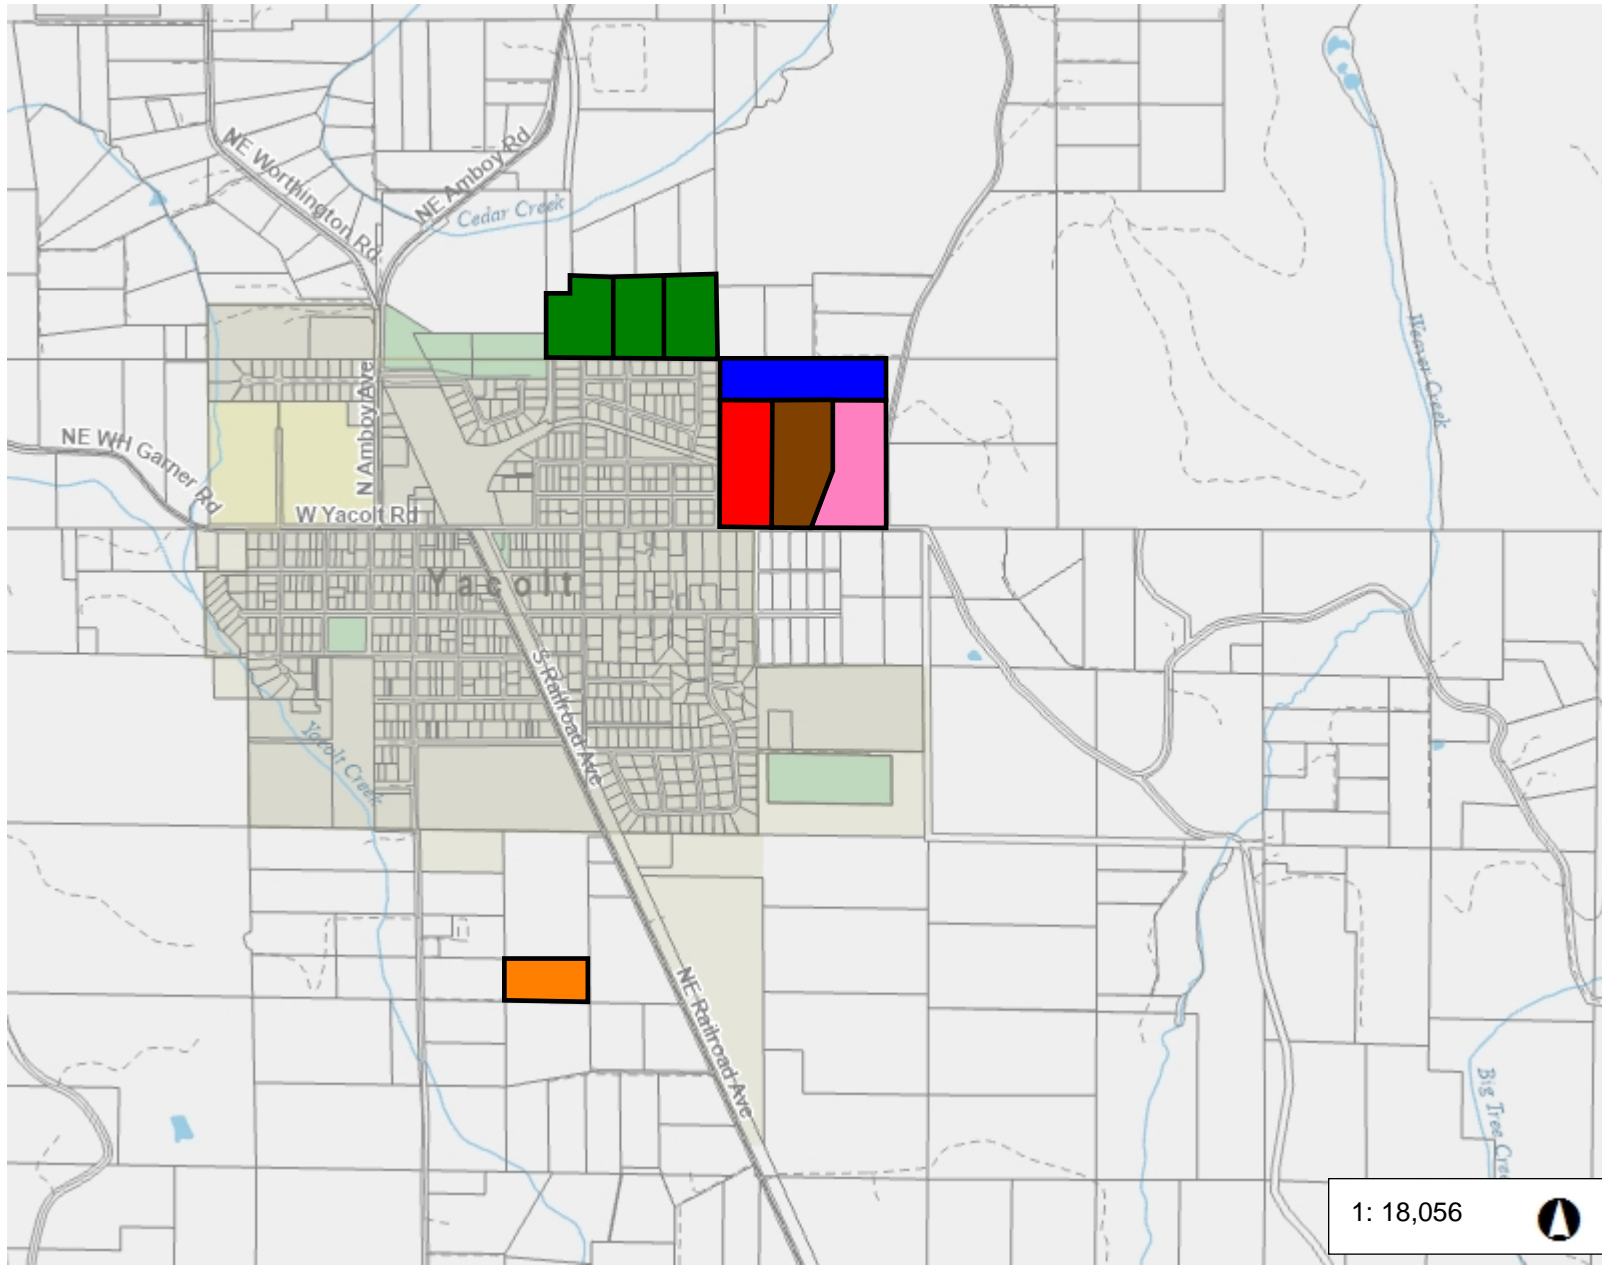 NE Worthington Rd
NE Amboy Rd
Cedar Creek
Weaver Creek
N Amboy Ave
NE WH Garner Rd
W Yacolt Rd
Yacolt
S Railroad Ave
Yacolt Creek
NE Railroad Ave
Big Tree Cree
1: 18,056